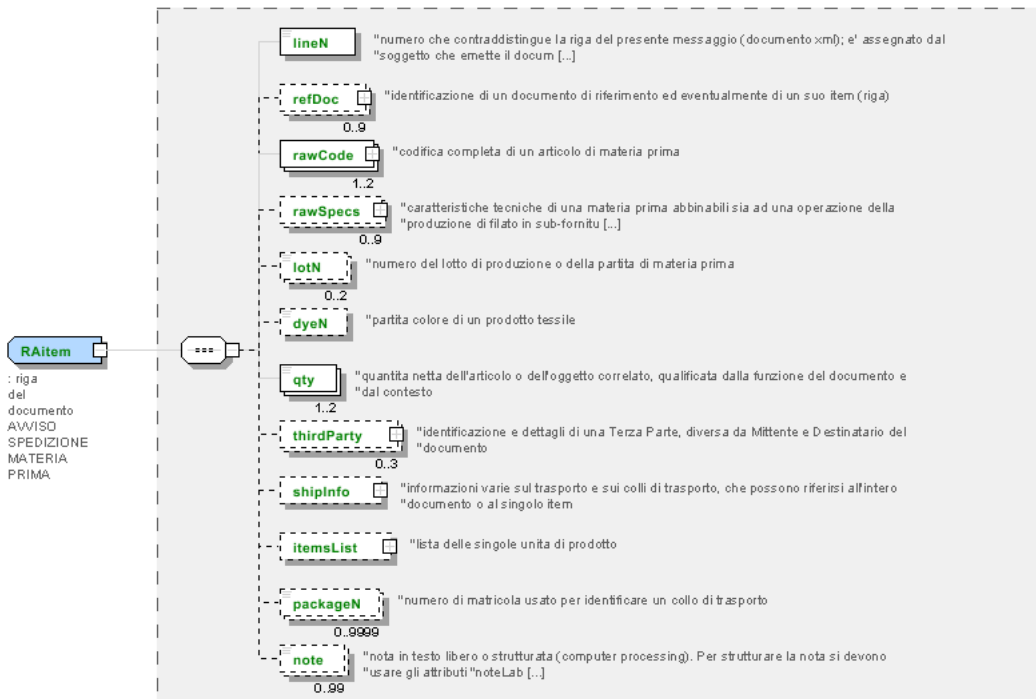 lineN
"numero che contraddistingue la riga del presente messaggio (documento xml); e' assegnato dal
"soggetto che emette il docum [...]
refDoc
"identificazione di un documento di riferimento ed eventualmente di un suo item (riga)
0..9
rawCode
"codifica completa di un articolo di materia prima
1..2
rawSpecs
"caratteristiche tecniche di una materia prima abbinabili sia ad una operazione della
"produzione di filato in sub-fornitu [...]
0..9
lotN
"numero del lotto di produzione o della partita di materia prima
0..2
dyeN
"partita colore di un prodotto tessile
RAitem
: riga
del
documento
AVVISO
SPEDIZIONE
MATERIA
PRIMA
qty
"quantita netta dell'articolo o dell'oggetto correlato, qualificata dalla funzione del documento e
"dal contesto
1..2
thirdParty
"identificazione e dettagli di una Terza Parte, diversa da Mittente e Destinatario del
"documento
0..3
shipInfo
"informazioni varie sul trasporto e sui colli di trasporto, che possono riferirsi all'intero
"documento o al singolo item
itemsList
"lista delle singole unita di prodotto
packageN
"numero di matricola usato per identificare un collo di trasporto
0..9999
note
"nota in testo libero o strutturata (computer processing). Per strutturare la nota si devono
"usare gli attributi "noteLab [...]
0..99